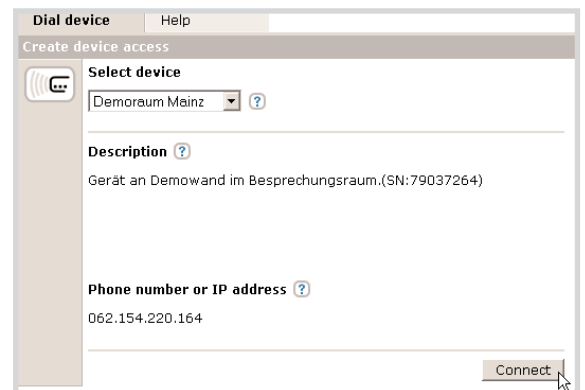 Dial device Help
Create device access
Select device
Demoraum Mainz ?
Description ?
Gerät an Demowand im Besprechungsraum.(SN:79037264)
Phone number or IP address ?
062.154.220.164
Connect